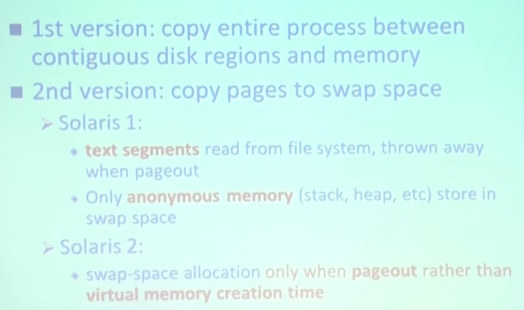 1st version: copy entire process between
contiguous disk regions and memory
2nd version: copy pages to swap space
Solaris 1:
text segments read from file system, thrown away
when pageout
Only anonymous memory (stack, heap, etc) store in
swap space
Solaris 2:
swap-space allocation only when pageout rather than
virtual memory creation time